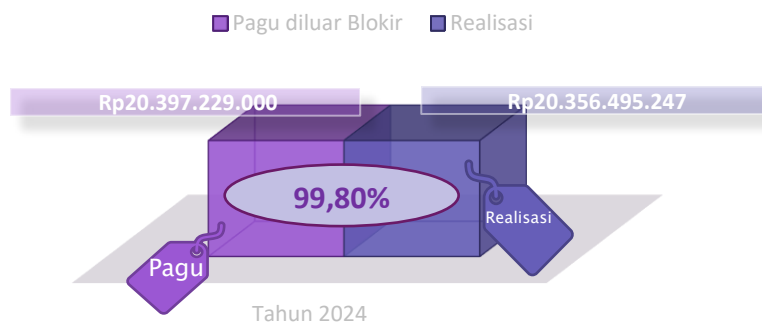 Pagu diluar Blokir Realisasi
Rp20.397.229.000 Rp20.356.495.247
99,80%
Realisasi
Pagu
Tahun 2024